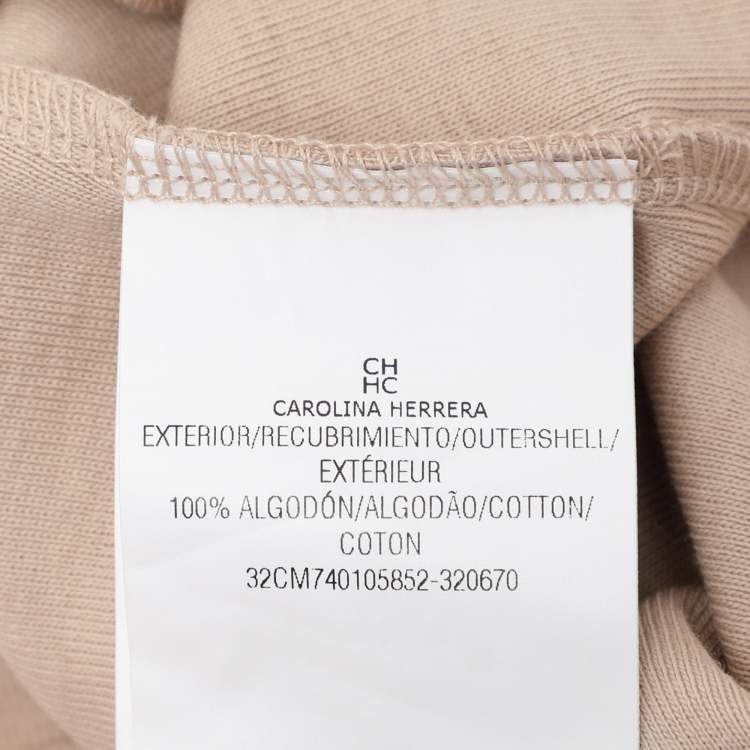 CH
HC
CAROLINA HERRERA
EXTERIOR/RECUBRIMIENTO/OUTERSHELL/
EXTÉRIEUR
100% ALGODÓN/ALGODÃO/COTTON/
COTON
32CM740105852-320670